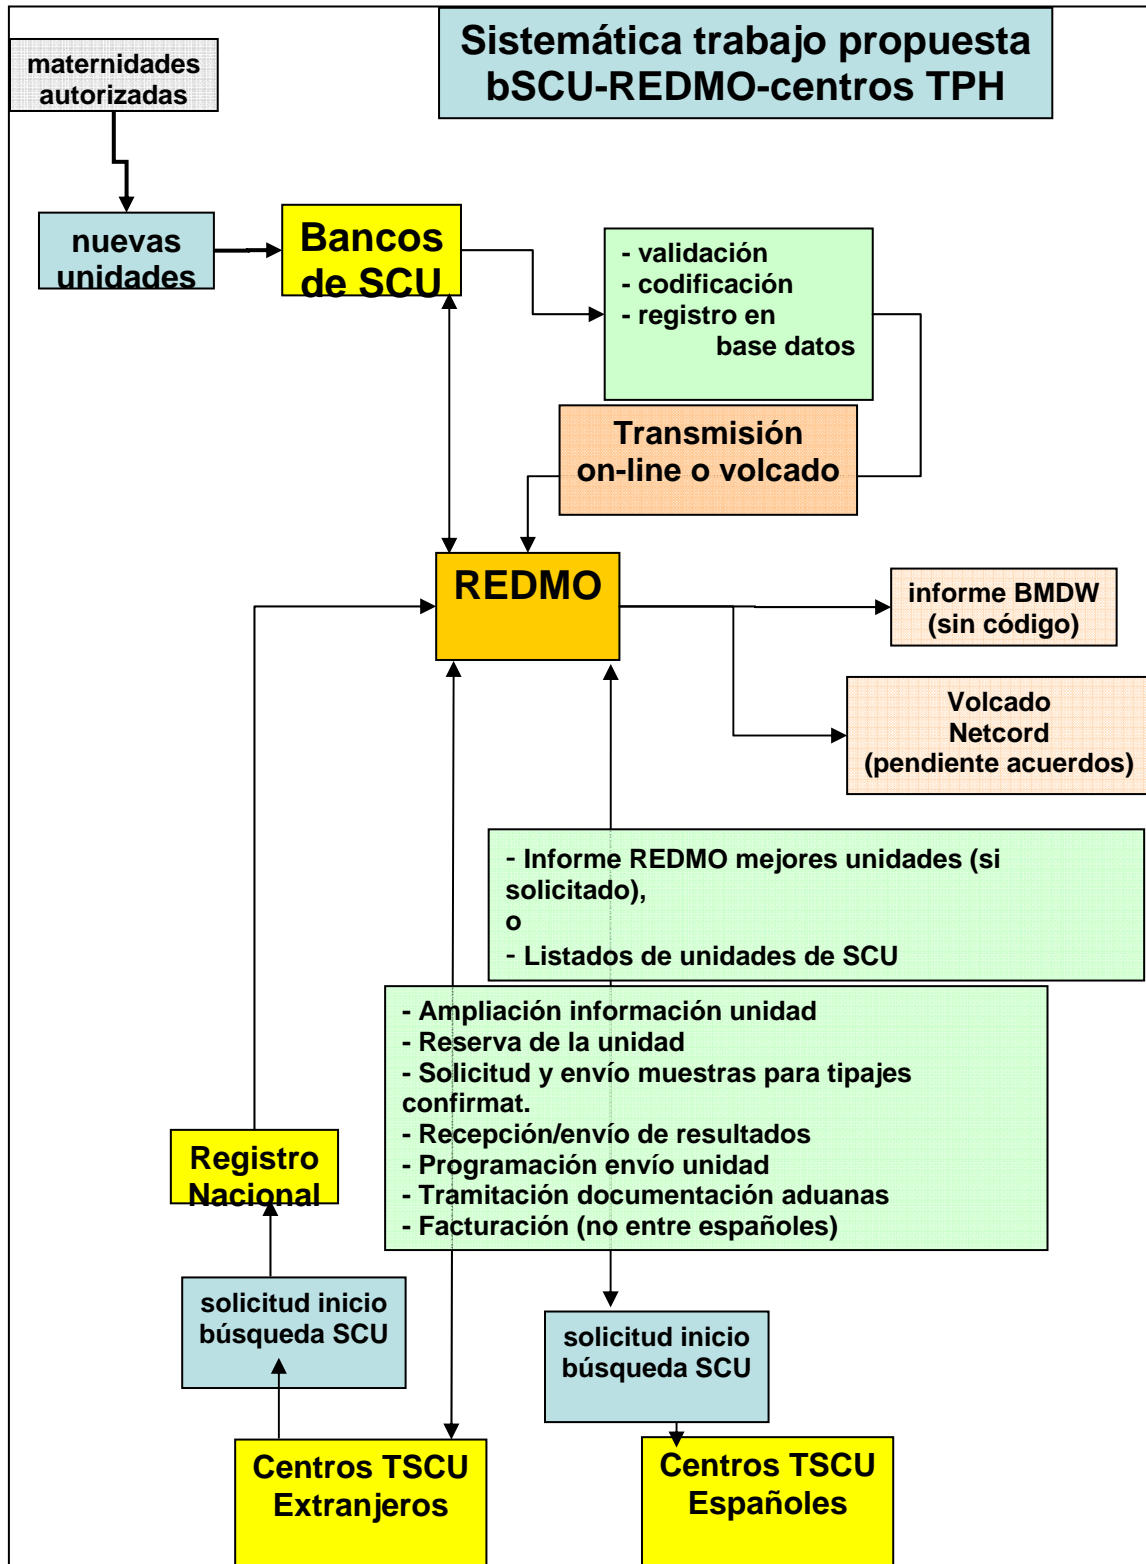 Sistemática trabajo propuesta
bSCU-REDMO-centros TPH
maternidades
autorizadas
nuevas
unidades
Bancos
de SCU
- validación
- codificación
- registro en
base datos
Transmisión
on-line o volcado
REDMO
informe BMDW
(sin código)
Volcado
Netcord
(pendiente acuerdos)
- Informe REDMO mejores unidades (si
solicitado),
o
- Listados de unidades de SCU
- Ampliación información unidad
- Reserva de la unidad
- Solicitud y envío muestras para tipajes
confirmat.
- Recepción/envío de resultados
- Programación envío unidad
- Tramitación documentación aduanas
- Facturación (no entre españoles)
Registro
Nacional
solicitud inicio
búsqueda SCU
solicitud inicio
búsqueda SCU
Centros TSCU
Extranjeros
Centros TSCU
Españoles